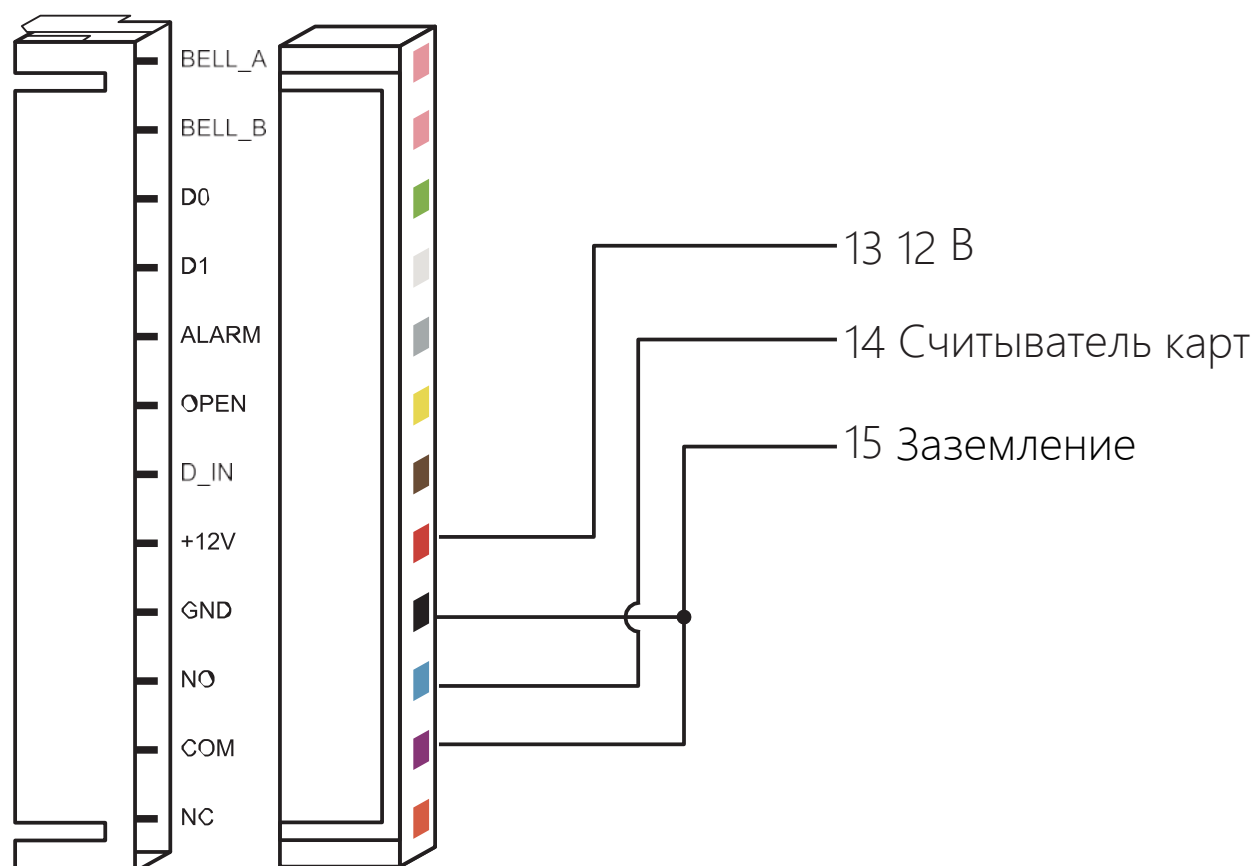 BELL_A
BELL_B
D0
D1
ALARM
OPEN
D_IN
+12V
GND
NO
COM
NC
13 12 В
14 Считыватель карт
15 Заземление